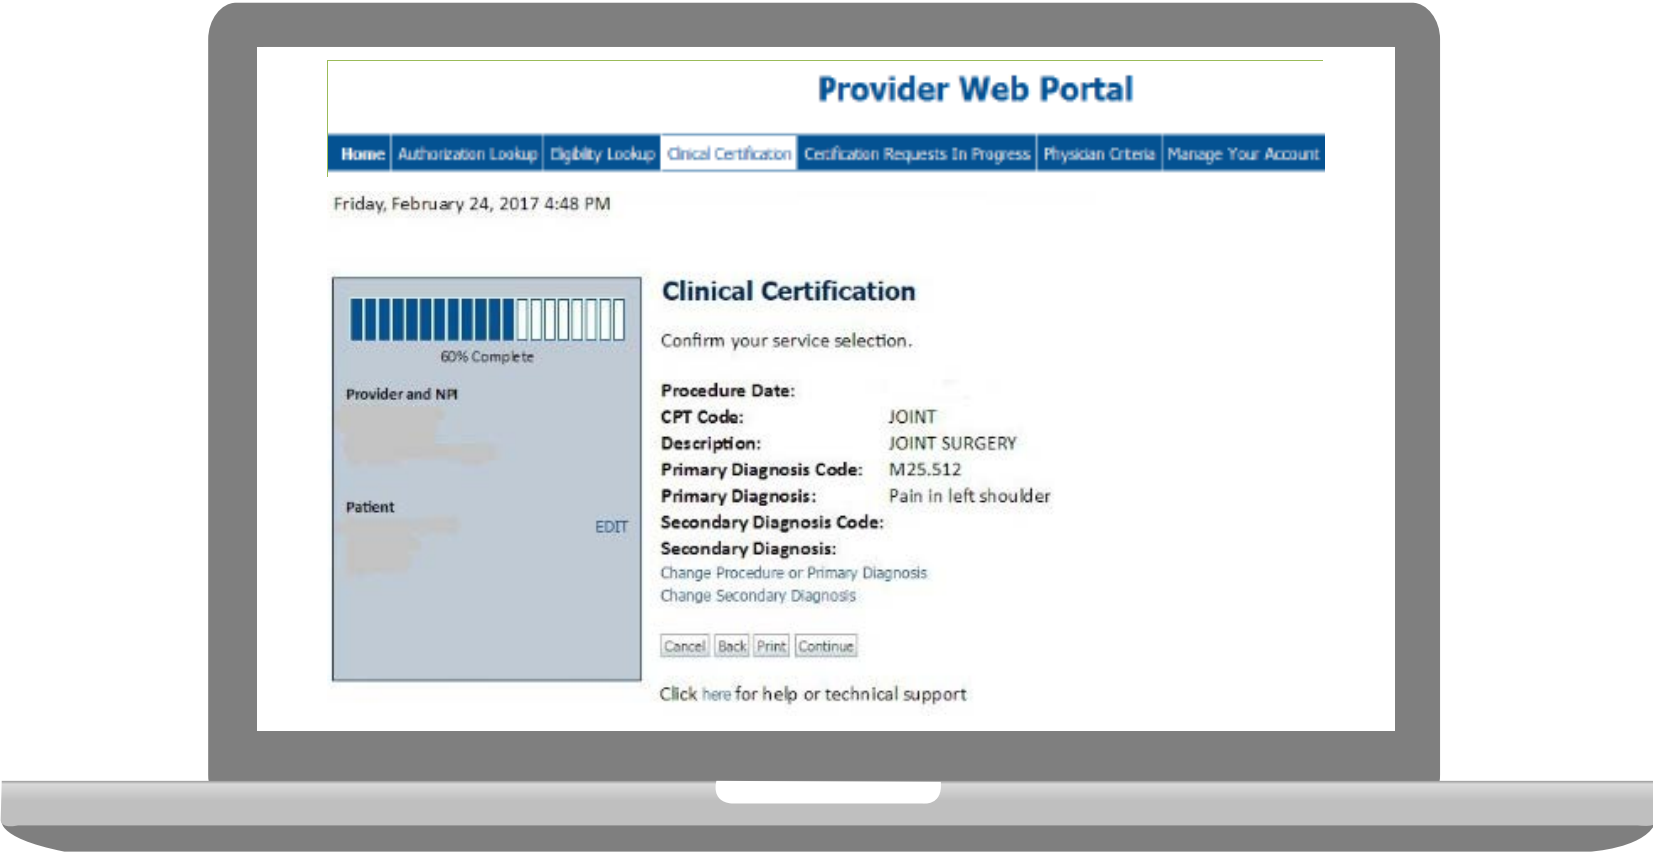 Provider Web Portal
Home Authorization Lookup Eligibility Lookup Clinical Certification Certification Requests In Progress Physician Criteria Manage Your Account
Friday, February 24, 2017 4:48 PM
60% Complete
Provider and NPI
Patient
EDIT
Clinical Certification
Confirm your service selection.
Procedure Date:
CPT Code: JOINT
Description: JOINT SURGERY
Primary Diagnosis Code: M25.512
Primary Diagnosis: Pain in left shoulder
Secondary Diagnosis Code:
Secondary Diagnosis:
Change Procedure or Primary Diagnosis
Change Secondary Diagnosis
Cancel Back Print Continue
Click here for help or technical support